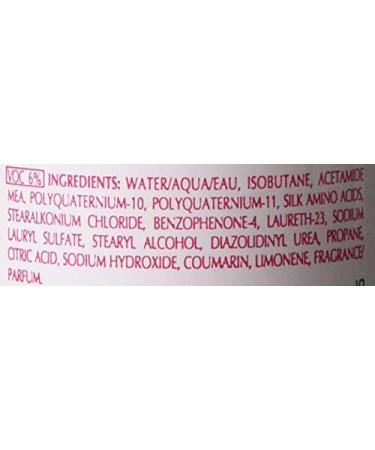 VOC 6% INGREDIENTS: WATER/AQUA/EAU, ISOBUTANE, ACETAMIDE
MEA, POLYQUATERNIUM-10, POLYQUATERNIUM-11, SILK AMINO ACIDS,
STEARALKONIUM CHLORIDE, BENZOPHENONE-4, LAURETH-23, SODIUM
LAURYL SULFATE, STEARYL ALCOHOL, DIAZOLIDINYL UREA, PROPANE,
CITRIC ACID, SODIUM HYDROXIDE, COUMARIN, LIMONENE, FRAGRANCE/
PARFUM.